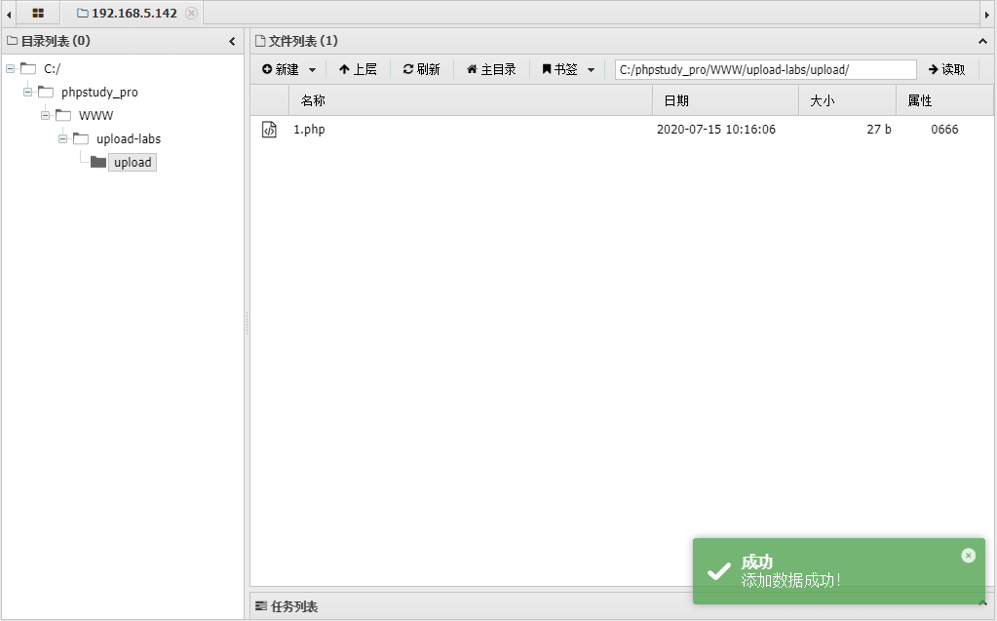 192.168.5.142
目录列表 (0)
文件列表 (1)
新建 上层 刷新 主目录 书签 C:/phpstudy_pro/WWW/upload-labs/upload/ 读取
C:/
phpstudy_pro
WWW
upload-labs
upload
名称 日期 大小 属性
1.php 2020-07-15 10:16:06 27 b 0666
成功
添加数据成功!
任务列表